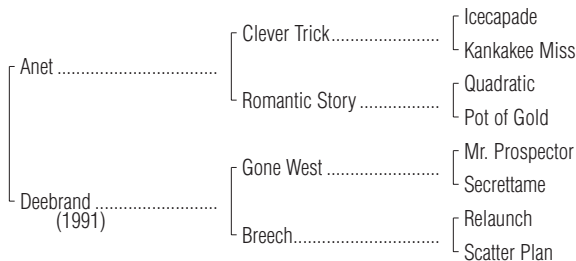 Icecapade
Clever Trick......................
Kankakee Miss
Anet .................................
Quadratic
Romantic Story ................
Pot of Gold
Mr. Prospector
Gone West .......................
Secrettame
Deebrand .........................
(1991)
Relaunch
Breech..............................
Scatter Plan